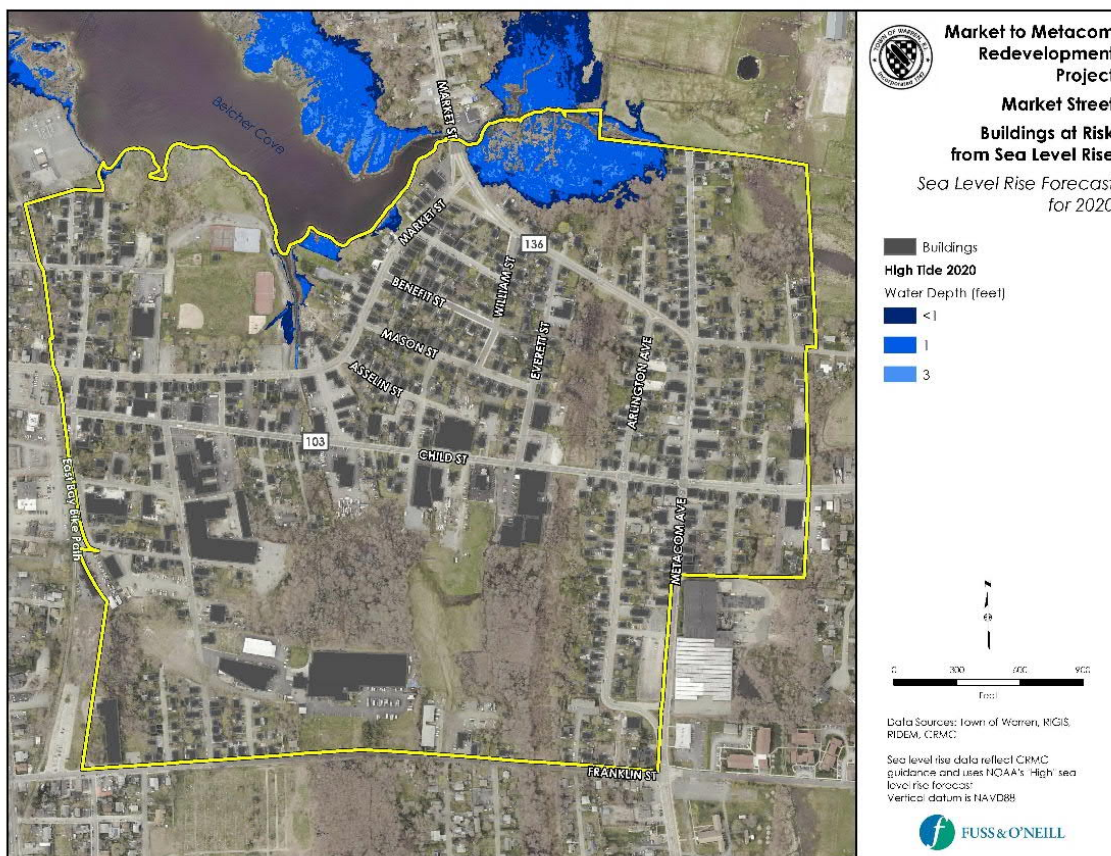 Market to Metacom
Redevelopment
Project
Market Street
Buildings at Risk
from Sea Level Rise
Sea Level Rise Forecast
for 2020
TOWN OF WARREN, R.I.
Buildings
High Tide 2020
Water Depth (feet)
<1
1
3
Belcher Cove
MARKET ST
MARKET ST
136
WILLIAM ST
BENEFIT ST
MASON ST
EVERETT ST
ASSELIN ST
ARLINGTON AVE
103
CHILD ST
East Bay Bike Path
METACOM AVE
FRANKLIN ST
0 300 600 900
Feet
Data Sources: Town of Warren, RIGIS,
RIDEM, CRMC
Sea level rise data reflect CRMC
guidance and uses NOAA's 'High' sea
level rise forecast
Vertical datum is NAVD88
FUSS & O'NEILL